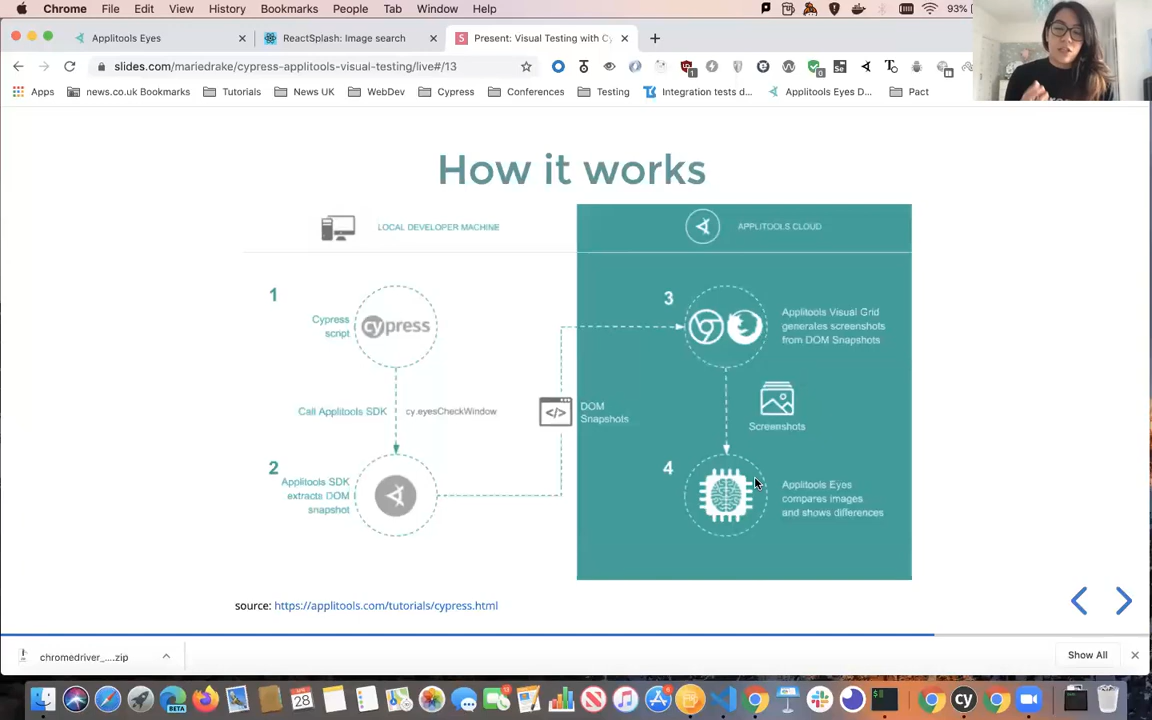 Chrome File Edit View History Bookmarks People Tab Window Help 93%
Applitools Eyes
ReactSplash: Image search
Present: Visual Testing with Cy
slides.com/mariedrake/cypress-applitools-visual-testing/live#/13
Apps news.co.uk Bookmarks Tutorials News UK WebDev Cypress Conferences Testing Integration tests d... Applitools Eyes D... Pact
How it works
LOCAL DEVELOPER MACHINE
APPLITOOLS CLOUD
1
Cypress
script
cypress
Call Applitools SDK
cy.eyesCheckWindow
2
Applitools SDK
extracts DOM
snapshot
</>
DOM
Snapshots
3
Applitools Visual Grid
generates screenshots
from DOM Snapshots
Screenshots
4
Applitools Eyes
compares images
and shows differences
source: https://applitools.com/tutorials/cypress.html
chromedriver_....zip
Show All
BETA
28
cy